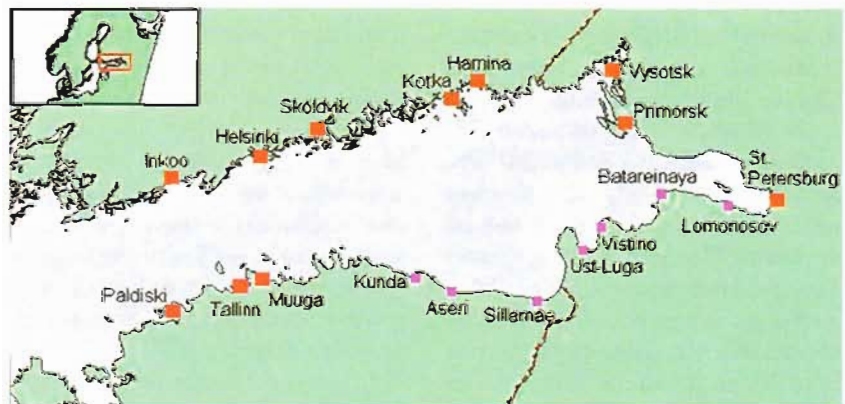 Hamina
Vysotsk
Kotka
Sköldvik
Primorsk
Helsinki
Inkoo
St.
Petersburg
Batareinaya
Lomonosov
Vistino
Ust-Luga
Kunda
Muuga
Paldiski
Tallinn
Aseri
Sillamae